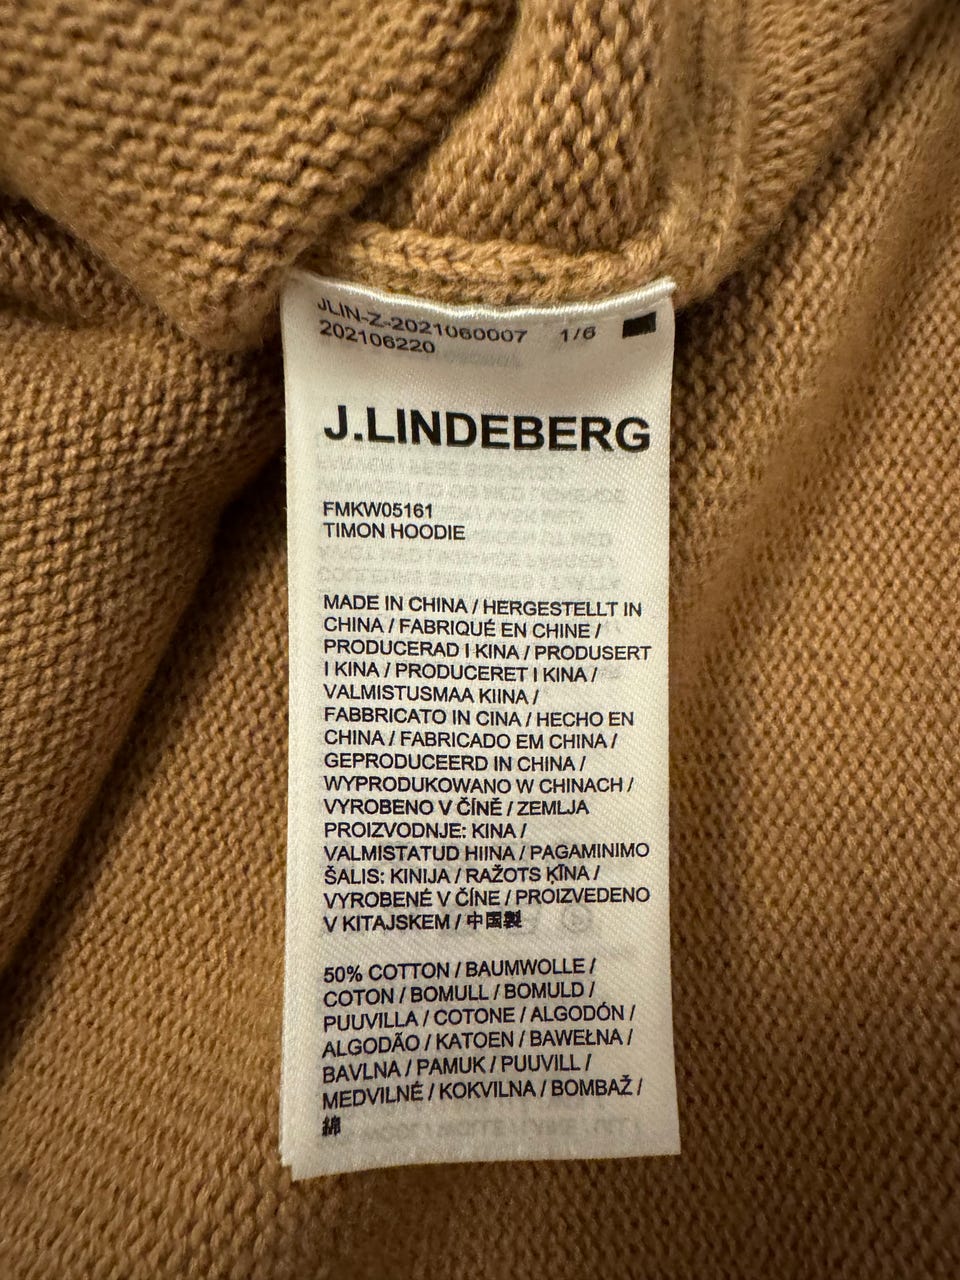 JLIN-Z-2021060007 1/6
202106220
J.LINDEBERG
FMKW05161
TIMON HOODIE
MADE IN CHINA / HERGESTELLT IN
CHINA / FABRIQUÉ EN CHINE /
PRODUCERAD I KINA / PRODUSERT
I KINA / PRODUCERET I KINA /
VALMISTUSMAA KIINA /
FABBRICATO IN CINA / HECHO EN
CHINA / FABRICADO EM CHINA /
GEPRODUCEERD IN CHINA /
WYPRODUKOWANO W CHINACH /
VYROBENO V ČÍNĚ / ZEMLJA
PROIZVODNJE: KINA /
VALMISTATUD HIINA / PAGAMINIMO
ŠALIS: KINIJA / RAŽOTS ĶĪNA /
VYROBENÉ V ČÍNE / PROIZVEDENO
V KITAJSKEM / 中国製
50% COTTON / BAUMWOLLE /
COTON / BOMULL / BOMULD /
PUUVILLA / COTONE / ALGODÓN /
ALGODÃO / KATOEN / BAWEŁNA /
BAVLNA / PAMUK / PUUVILL /
MEDVILNĖ / KOKVILNA / BOMBAŽ /
綿